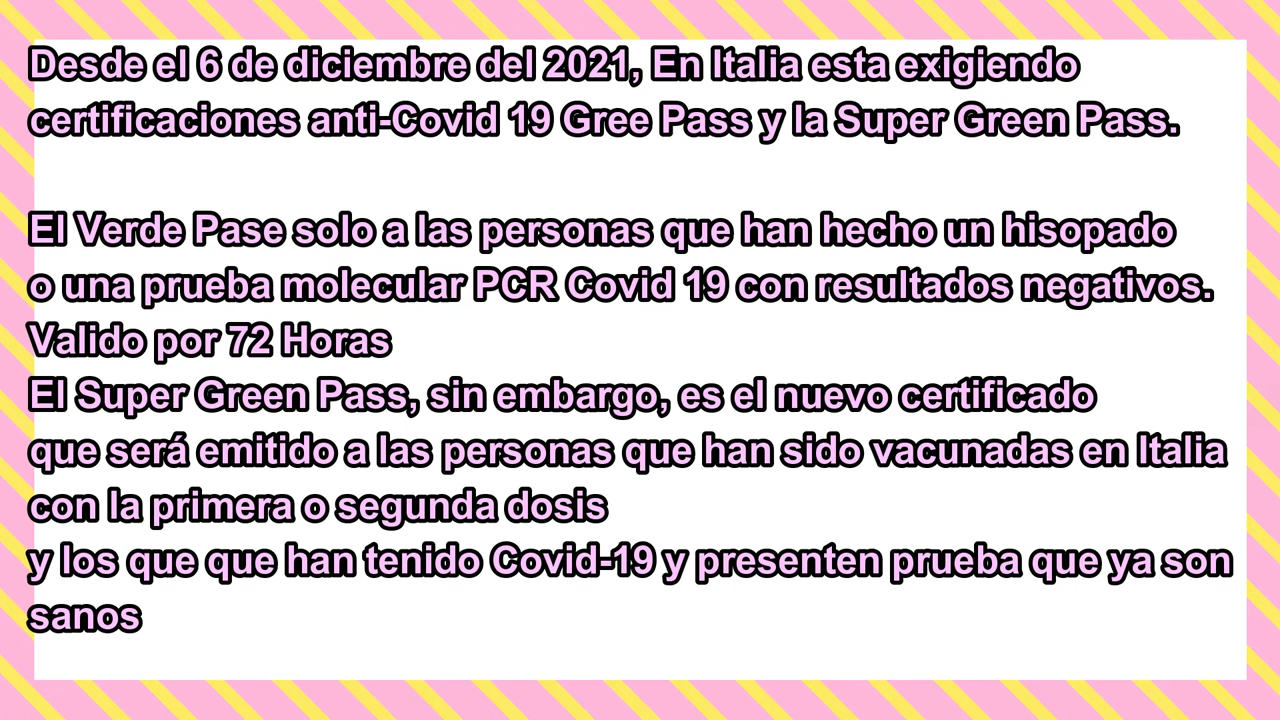 Desde el 6 de diciembre del 2021, En Italia esta exigiendo
certificaciones anti-Covid 19 Gree Pass y la Super Green Pass.
El Verde Pase solo a las personas que han hecho un hisopado
o una prueba molecular PCR Covid 19 con resultados negativos.
Valido por 72 Horas
El Super Green Pass, sin embargo, es el nuevo certificado
que será emitido a las personas que han sido vacunadas en Italia
con la primera o segunda dosis
y los que que han tenido Covid-19 y presenten prueba que ya son
sanos